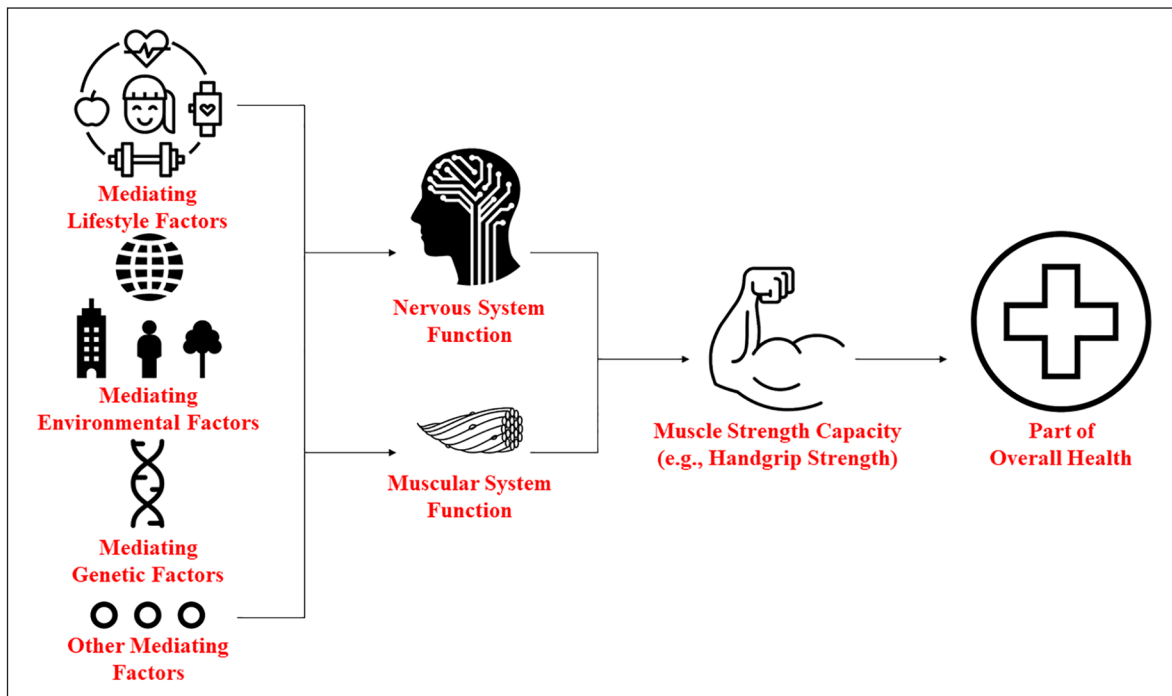 Mediating
Lifestyle Factors
Mediating
Environmental Factors
Mediating
Genetic Factors
Other Mediating
Factors
Nervous System
Function
Muscular System
Function
Muscle Strength Capacity
(e.g., Handgrip Strength)
Part of
Overall Health